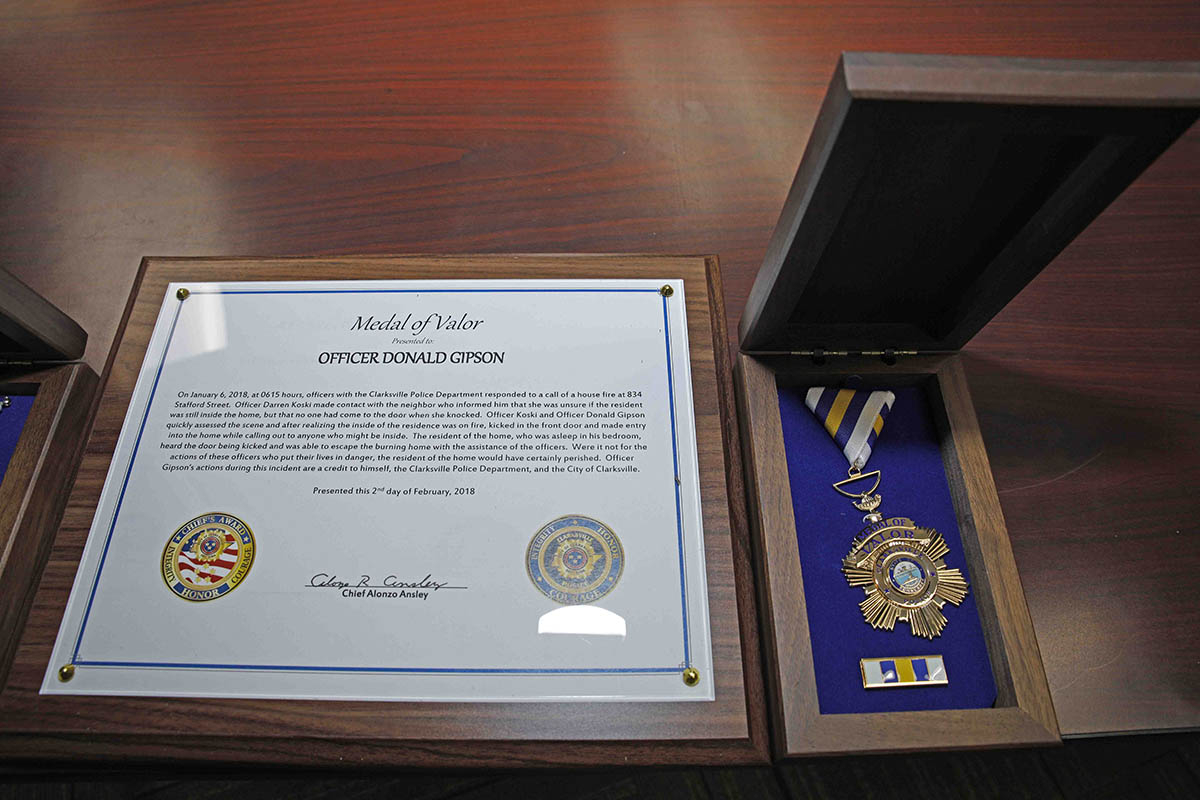 Medal of Valor
Presented to:
OFFICER DONALD GIPSON
On January 6, 2018, at 0615 hours, officers with the Clarksville Police Department responded to a call of a house fire at 834
Stafford Street. Officer Darren Koski made contact with the neighbor who informed him that she was unsure if the resident
was still inside the home, but that no one had come to the door when she knocked. Officer Koski and Officer Donald Gipson
quickly assessed the scene and after realizing the inside of the residence was on fire, kicked in the front door and made entry
into the home while calling out to anyone who might be inside. The resident of the home, who was asleep in his bedroom,
heard the door being kicked and was able to escape the burning home with the assistance of the officers. Were it not for the
actions of these officers who put their lives in danger, the resident of the home would have certainly perished. Officer
Gipson's actions during this incident are a credit to himself, the Clarksville Police Department, and the City of Clarksville.
Presented this 2nd day of February, 2018
CHIEF'S AWARD
INTEGRITY
COURAGE
HONOR
INTEGRITY
HONOR
COURAGE
CLARKSVILLE
Alonzo R Ansley
Chief Alonzo Ansley
MEDAL OF
VALOR